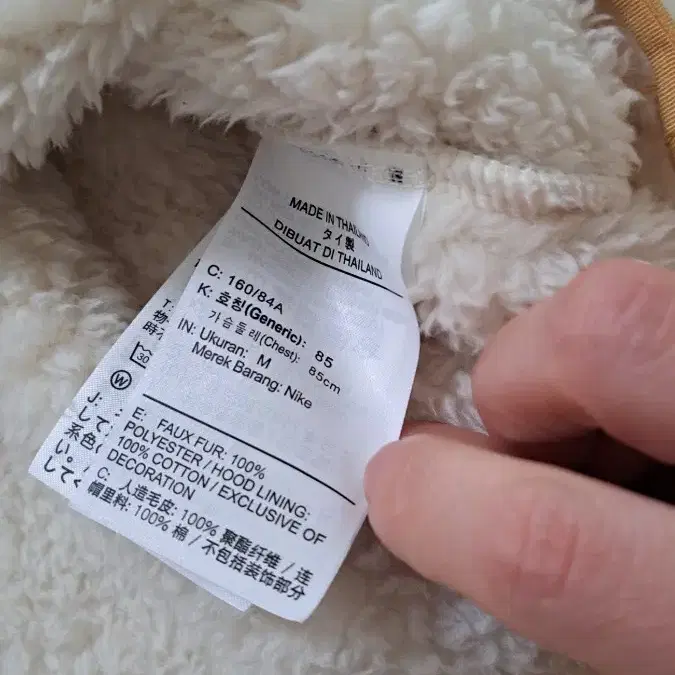 MADE IN THAILAND
タイ製
DIBUAT DI THAILAND
C: 160/84A
K: 호칭(Generic): 85
가슴둘레(Chest): 85cm
IN: Ukuran: M
Merek Barang: Nike
E: FAUX FUR: 100%
POLYESTER / HOOD LINING:
100% COTTON / EXCLUSIVE OF
DECORATION
C: 人造毛皮: 100% 聚酯纤维 / 连
帽里料: 100% 棉 / 不包括装饰部分
T:
物
時
30
W
J:
して
系色
い。
してく